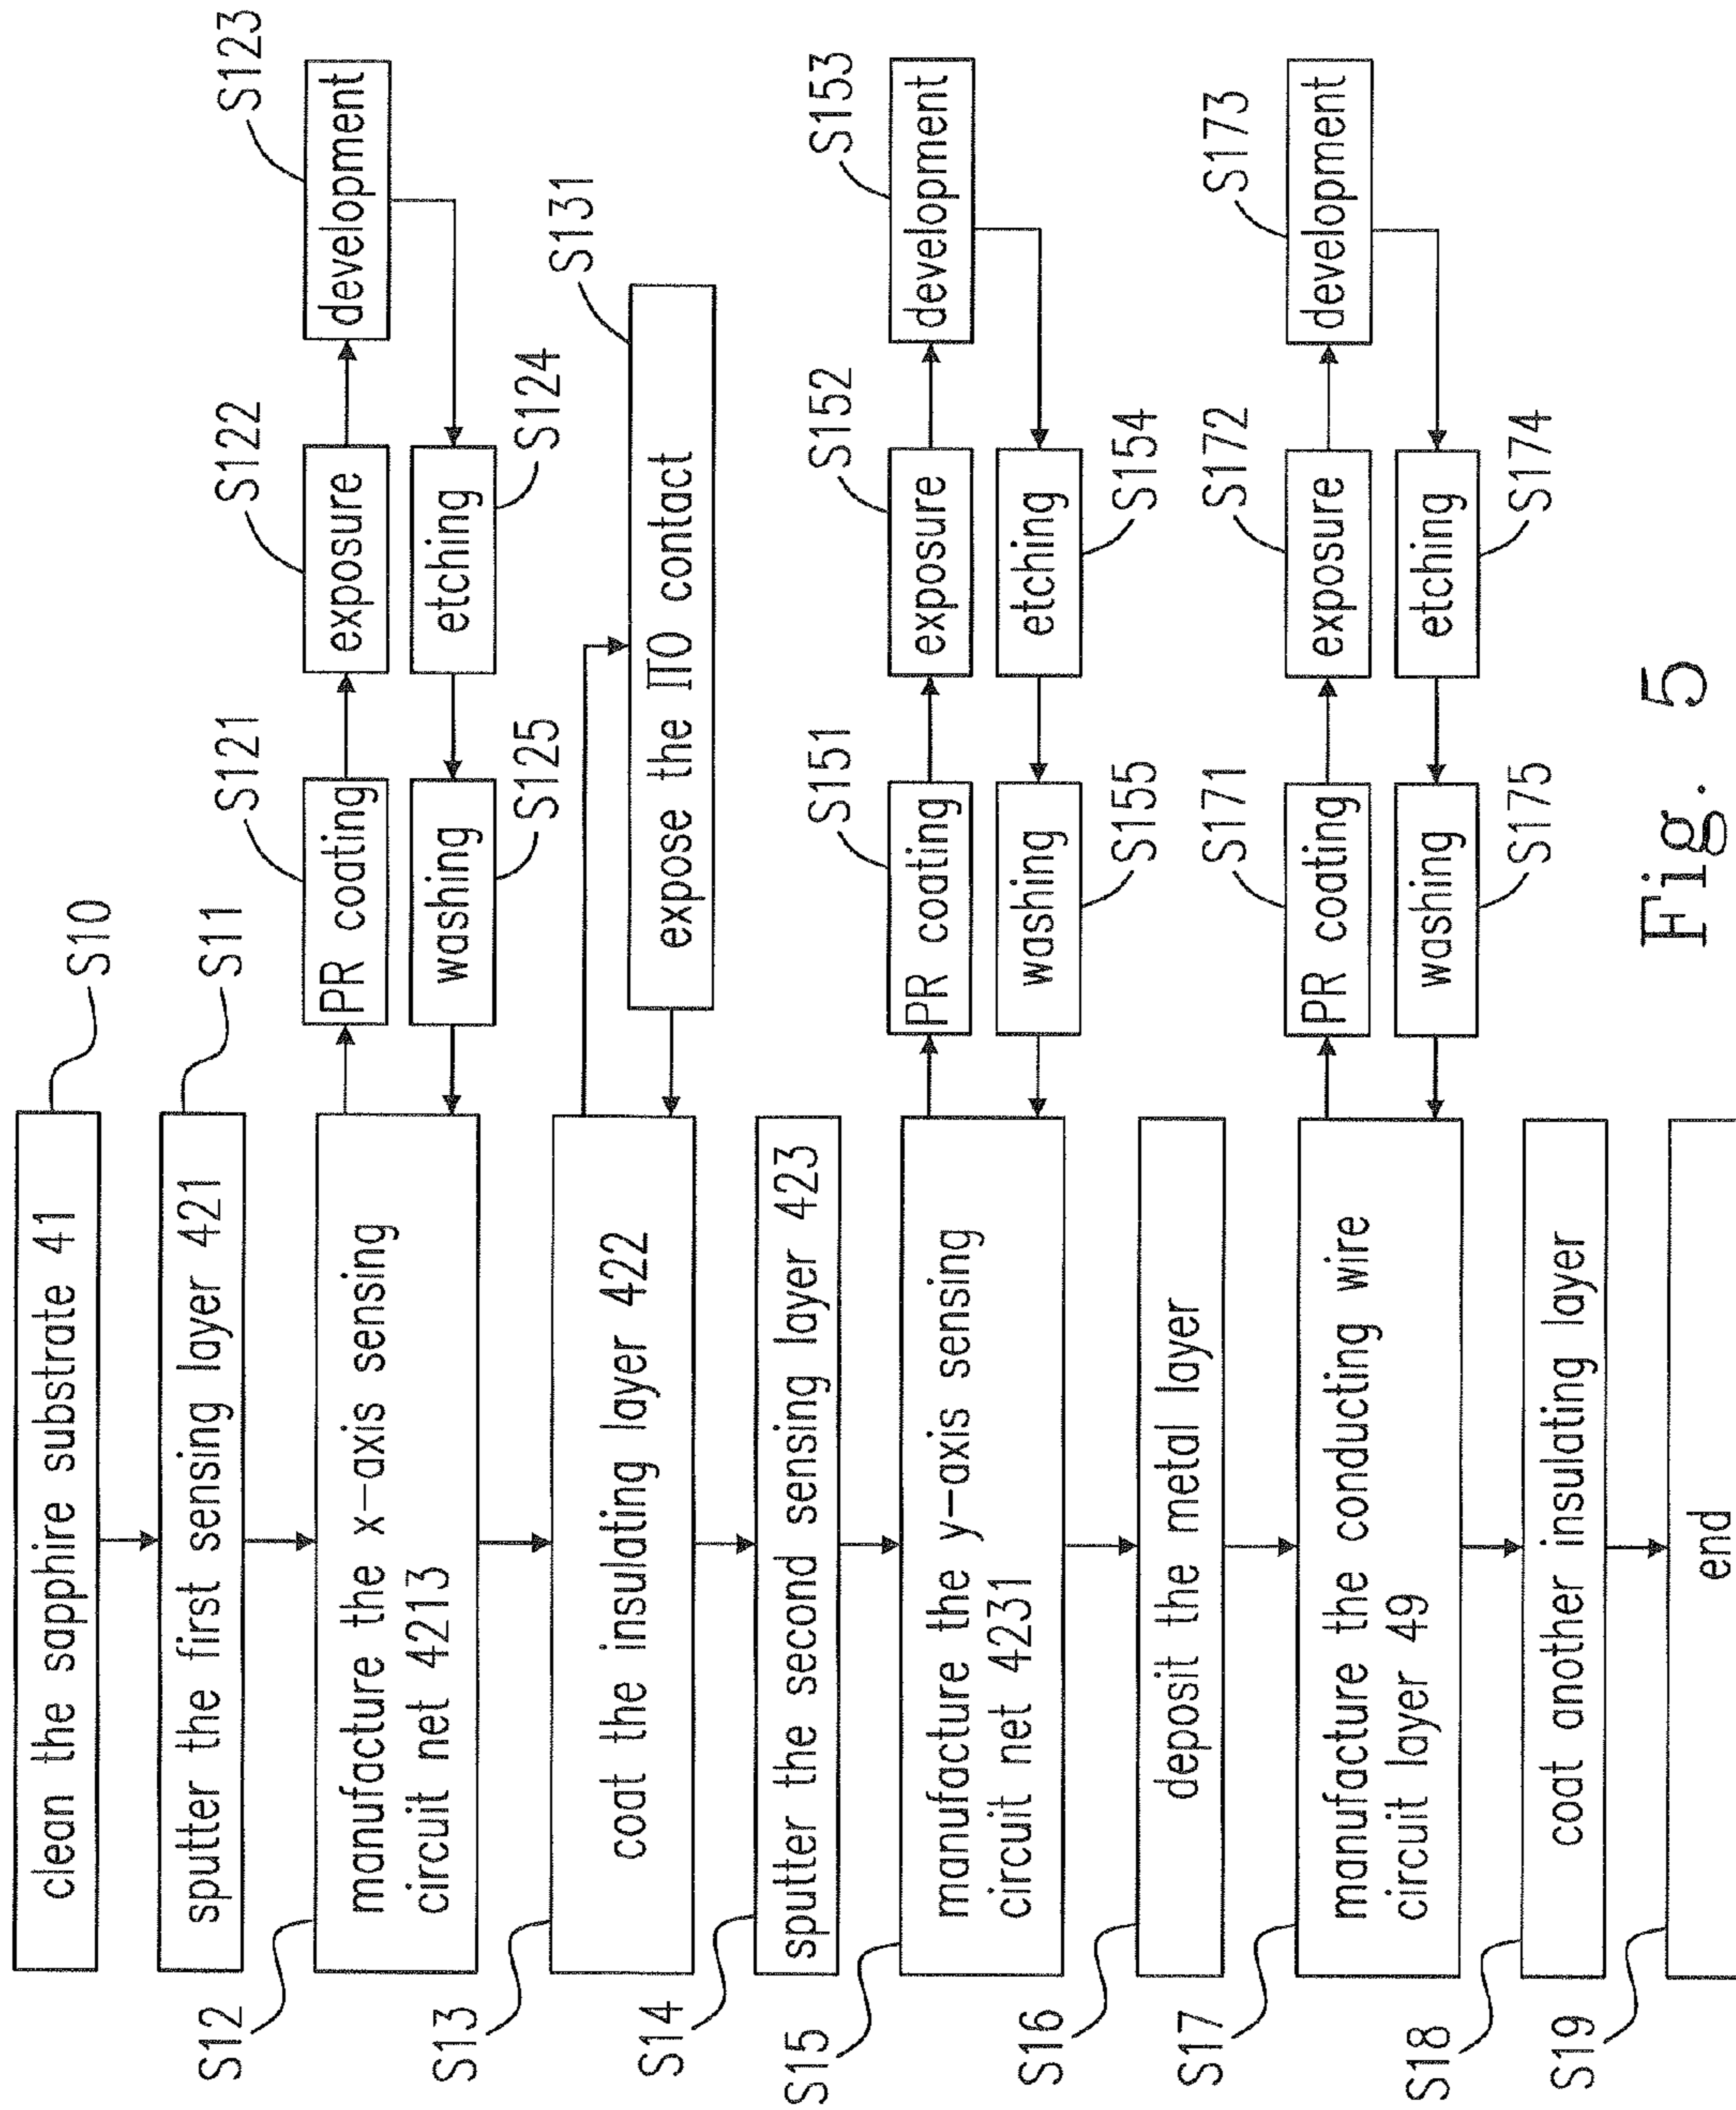 clean the sapphire substrate 41
S10
sputter the first sensing layer 421
S11
S12
manufacture the x-axis sensing
circuit net 4213
PR coating
S121
exposure
S122
development
S123
etching
S124
washing
S125
S13
coat the insulating layer 422
expose the ITO contact
S131
S14
sputter the second sensing layer 423
S15
manufacture the y-axis sensing
circuit net 4231
PR coating
S151
exposure
S152
development
S153
etching
S154
washing
S155
S16
deposit the metal layer
S17
manufacture the conducting wire
circuit layer 49
PR coating
S171
exposure
S172
development
S173
etching
S174
washing
S175
S18
coat another insulating layer
S19
end
Fig. 5